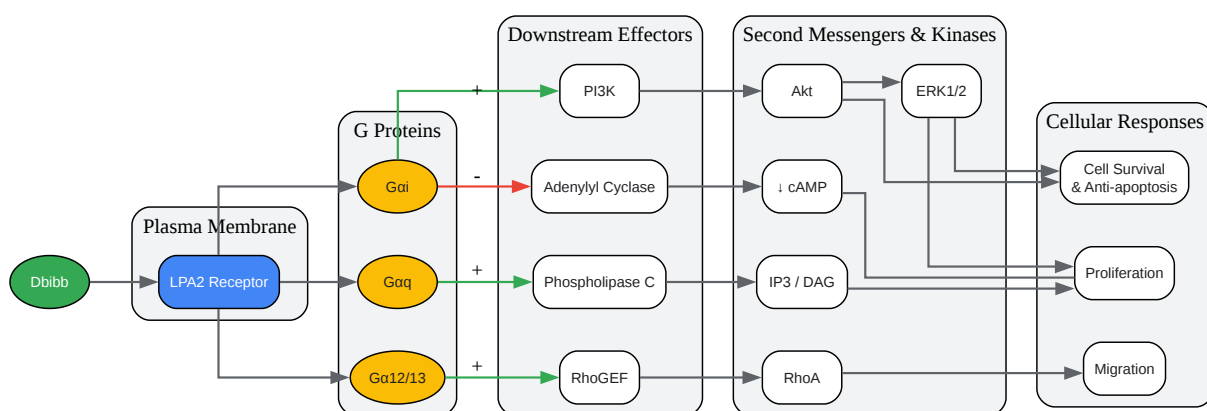 Downstream Effectors
Second Messengers & Kinases
PI3K
Akt
ERK1/2
+
G Proteins
Cellular Responses
Gαi
-
Adenylyl Cyclase
↓ cAMP
Cell Survival
& Anti-apoptosis
Plasma Membrane
Dbibb
LPA2 Receptor
Gαq
+
Phospholipase C
IP3 / DAG
Proliferation
Gα12/13
+
RhoGEF
RhoA
Migration